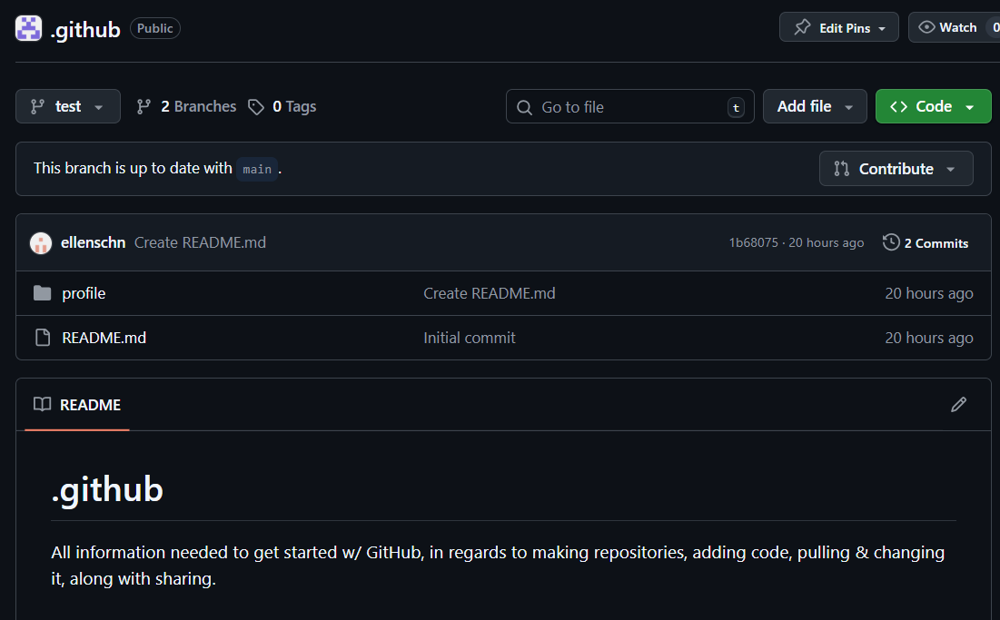 .github Public Edit Pins Watch 0
test 2 Branches 0 Tags Go to file t Add file Code
This branch is up to date with main . Contribute
ellenschn Create README.md 1b68075 · 20 hours ago 2 Commits
profile Create README.md 20 hours ago
README.md Initial commit 20 hours ago
README
.github
All information needed to get started w/ GitHub, in regards to making repositories, adding code, pulling & changing
it, along with sharing.